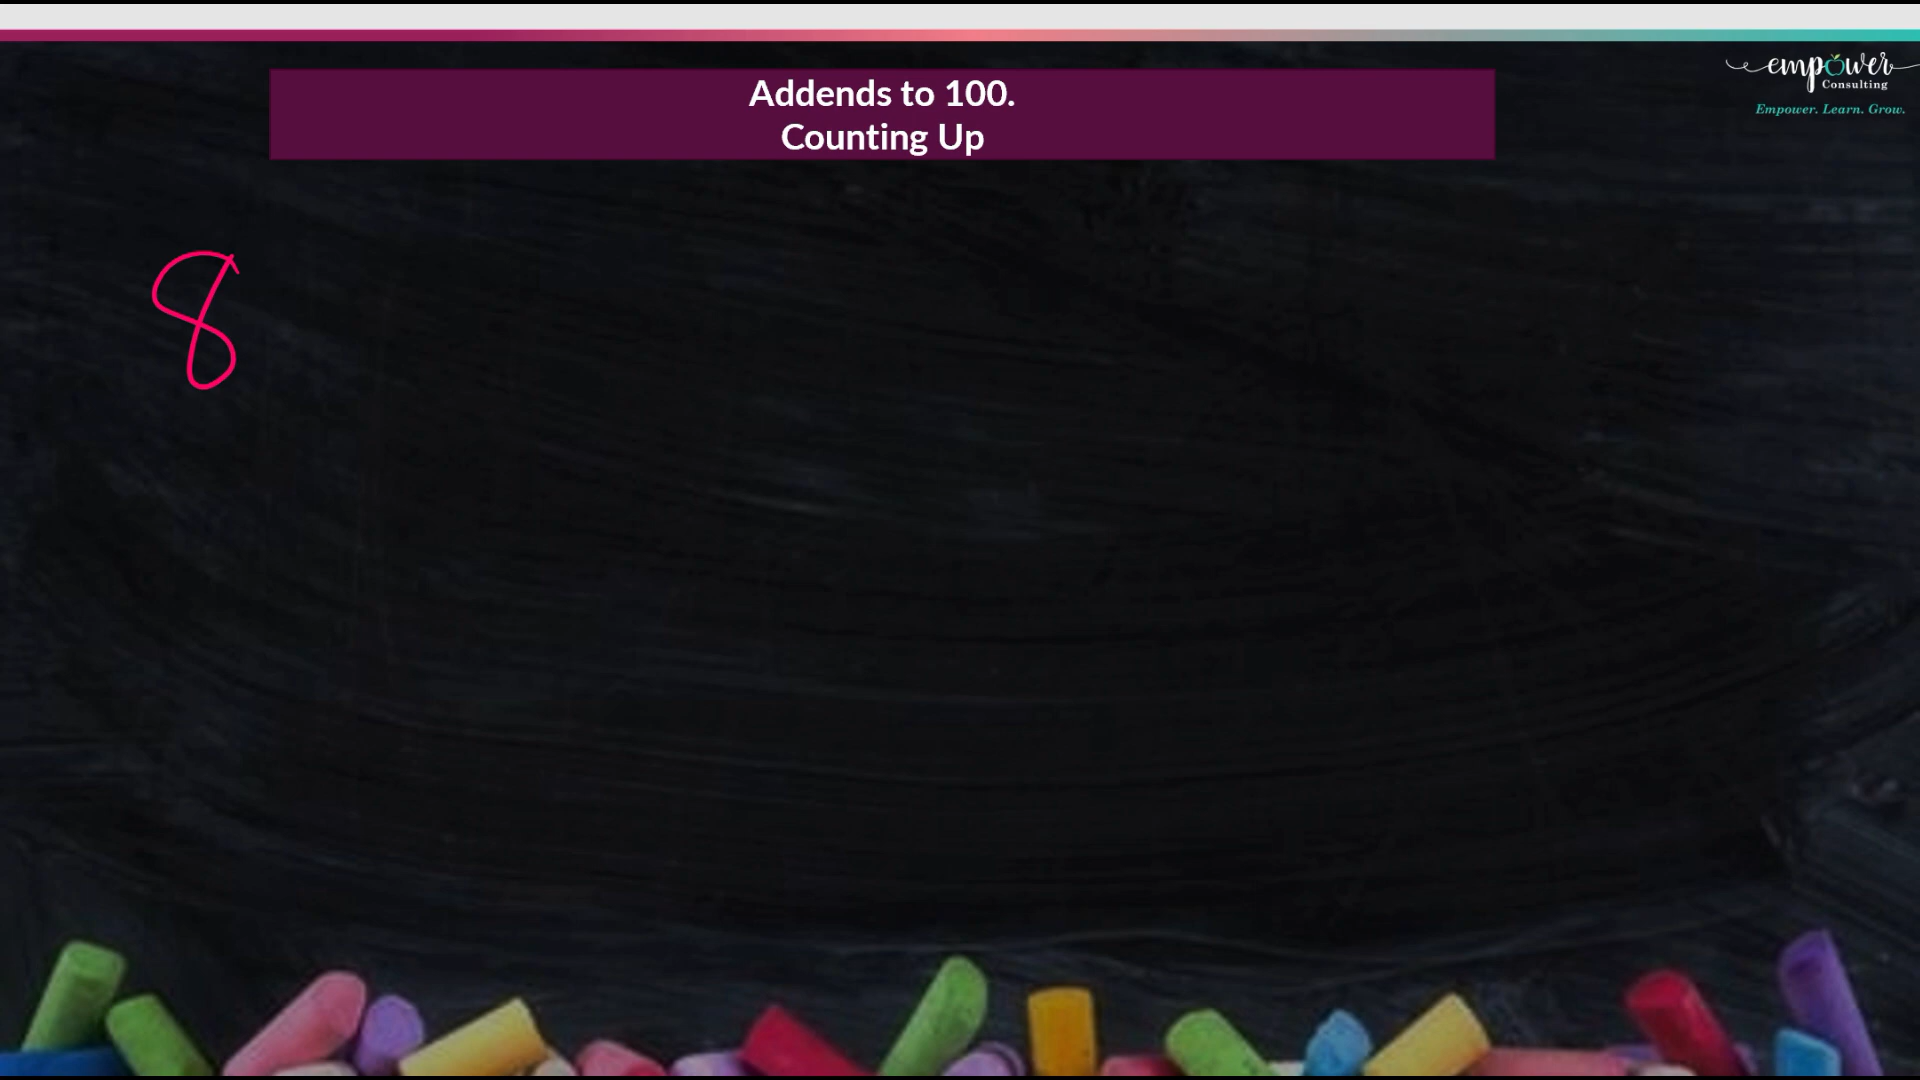 Addends to 100.
Counting Up
empower
Consulting
Empower. Learn. Grow.
8